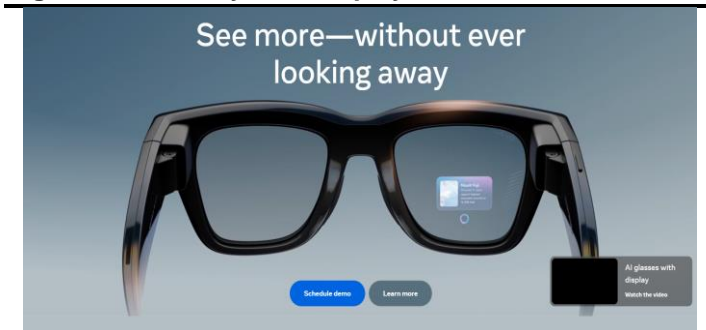 See more—without ever
looking away
Schedule demo
Learn more
AI glasses with
display
Watch the video